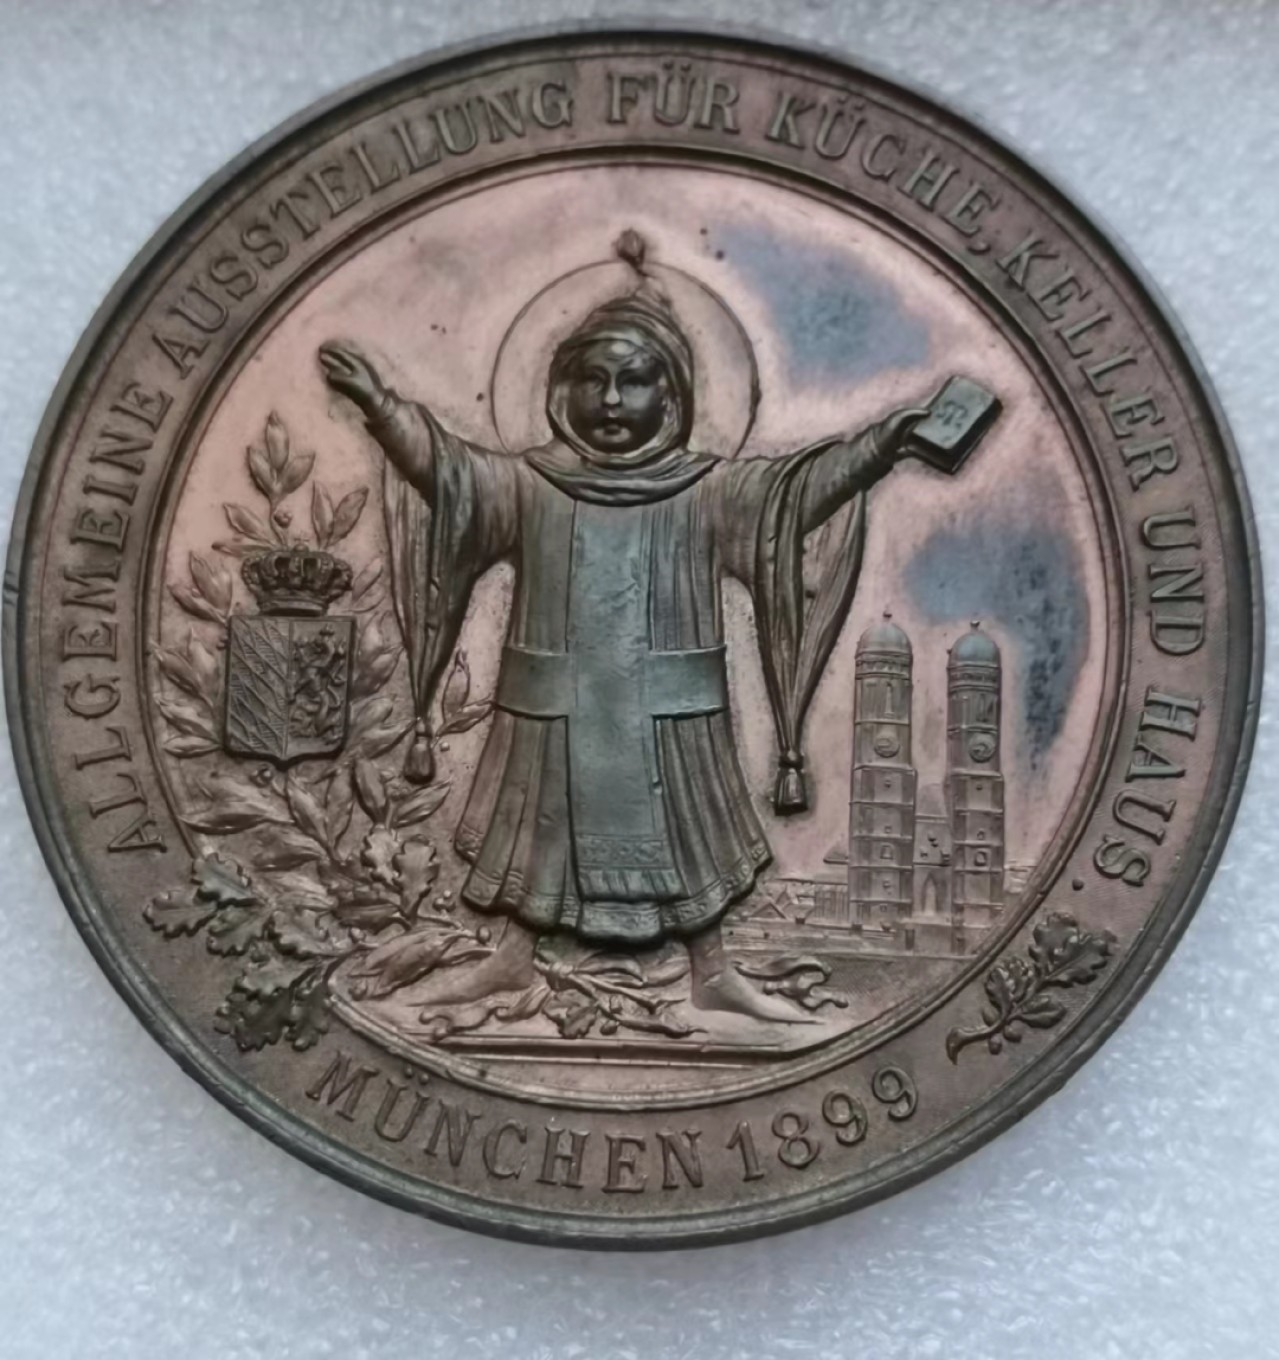 ALLGEMEINE AUSSTELLUNG FÜR KÜCHE, KELLER UND HAUS.
MÜNCHEN 1899